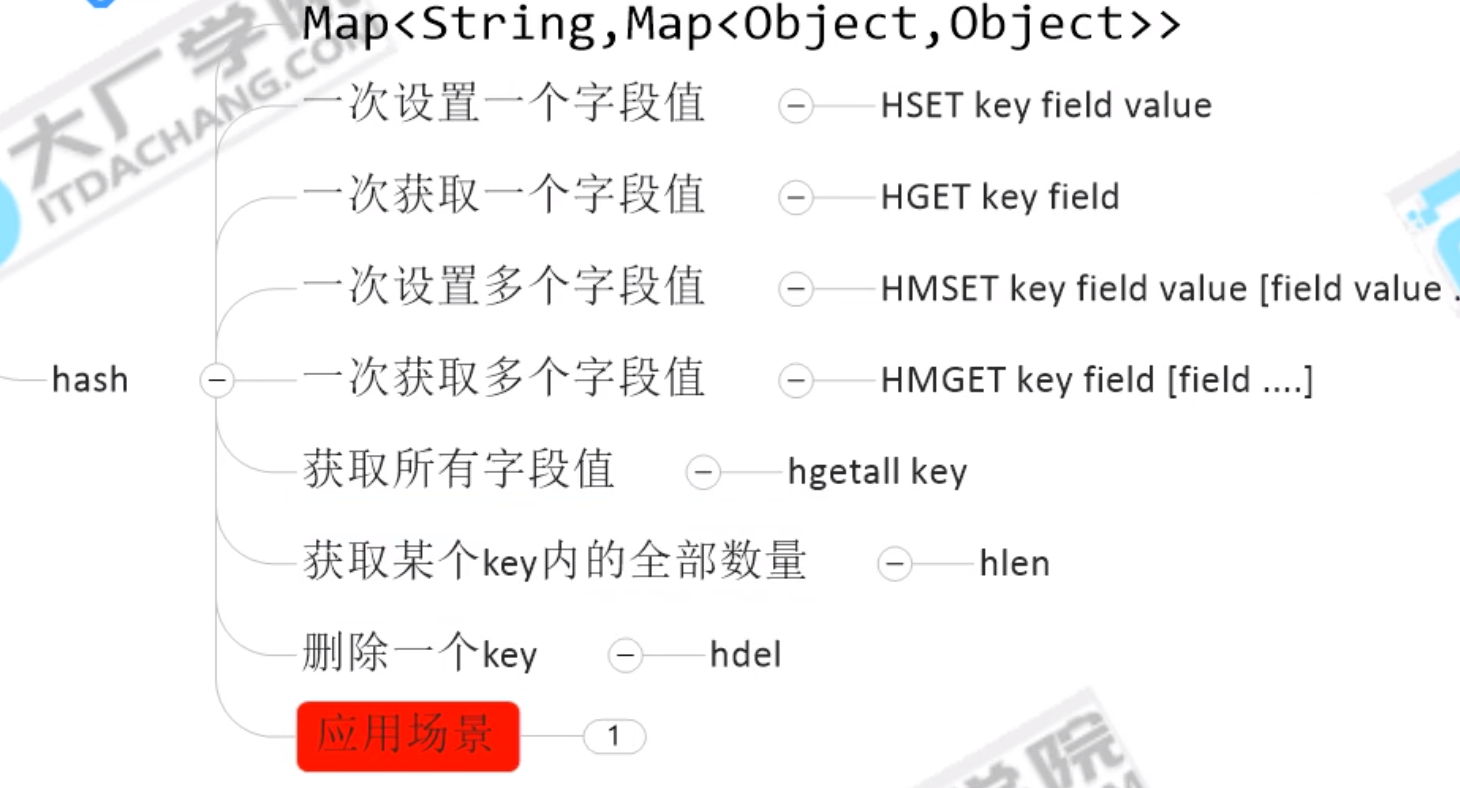 Map<String,Map<Object,Object>>
一次设置一个字段值 HSET key field value
一次获取一个字段值 HGET key field
一次设置多个字段值 HMSET key field value [field value .
hash 一次获取多个字段值 HMGET key field [field ....]
获取所有字段值 hgetall key
获取某个key内的全部数量 hlen
删除一个key hdel
应用场景 1
大厂学院
ITDACHANG.COM
学院